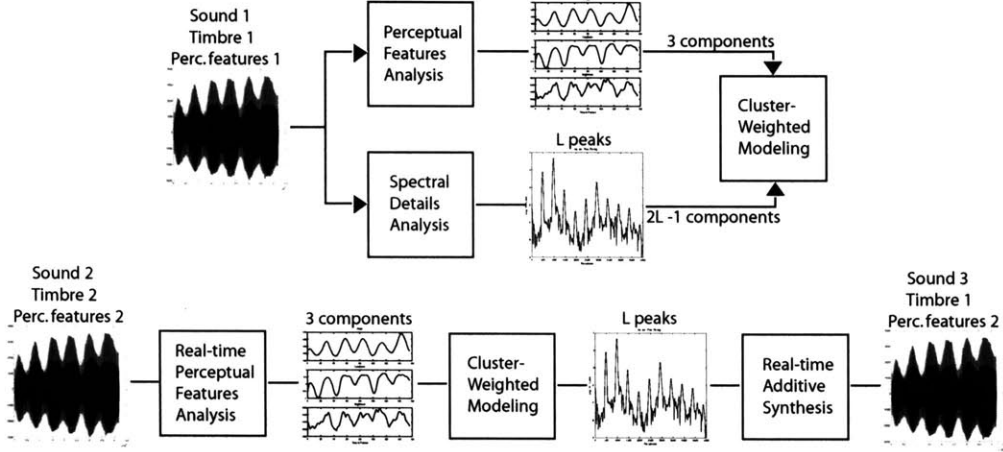 Sound 1
Timbre 1
Perc. features 1
Perceptual
Features
Analysis
3 components
Cluster-
Weighted
Modeling
L peaks
Spectral
Details
Analysis
2L -1 components
Sound 2
Timbre 2
Perc. features 2
Real-time
Perceptual
Features
Analysis
3 components
Cluster-
Weighted
Modeling
L peaks
Real-time
Additive
Synthesis
Sound 3
Timbre 1
Perc. features 2